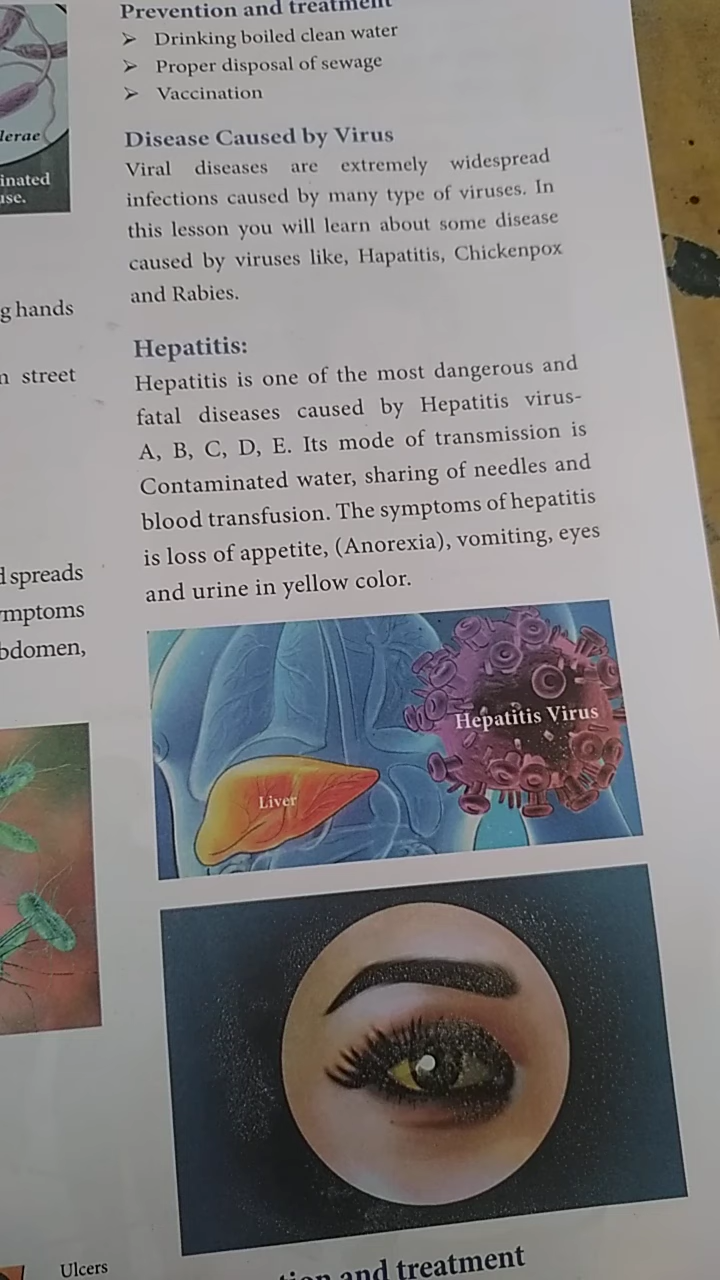 lerae
inated
use.
g hands
n street
d spreads
ymptoms
bdomen,
Ulcers
Prevention and treatment
➢ Drinking boiled clean water
➢ Proper disposal of sewage
➢ Vaccination
Disease Caused by Virus
Viral diseases are extremely widespread
infections caused by many type of viruses. In
this lesson you will learn about some disease
caused by viruses like, Hapatitis, Chickenpox
and Rabies.
Hepatitis:
Hepatitis is one of the most dangerous and
fatal diseases caused by Hepatitis virus-
A, B, C, D, E. Its mode of transmission is
Contaminated water, sharing of needles and
blood transfusion. The symptoms of hepatitis
is loss of appetite, (Anorexia), vomiting, eyes
and urine in yellow color.
Hepatitis Virus
Liver
tion and treatment